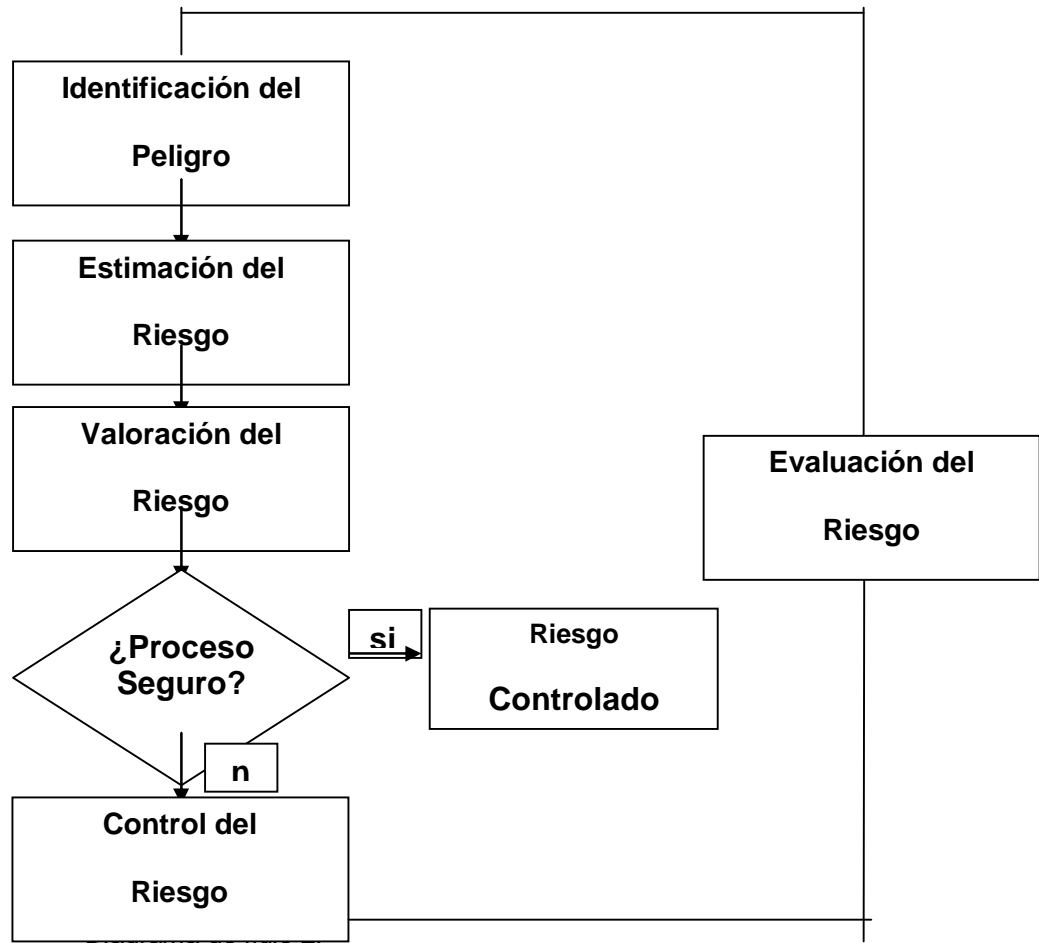 Identificación del
Peligro
Estimación del
Riesgo
Valoración del
Riesgo
Evaluación del
Riesgo
¿Proceso
Seguro?
si
Riesgo
Controlado
n
Control del
Riesgo